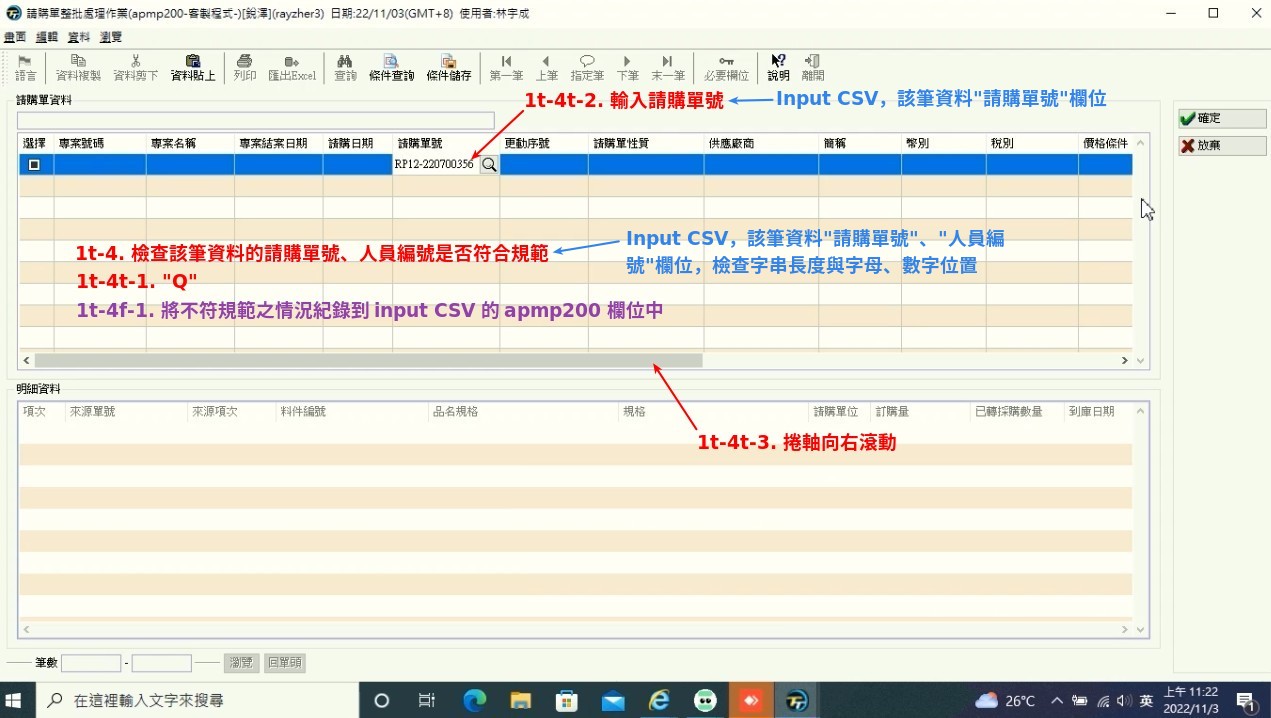 請購單整批處理作業(apmp200-客製程式-)[銳澤](rayzher3) 日期:22/11/03(GMT+8) 使用者:林宇成
畫面 編輯 資料 瀏覽
語言 資料複製 資料剪下 資料貼上 列印 匯出Excel 查詢 條件查詢 條件儲存 第一筆 上筆 指定筆 下筆 末一筆 必要欄位 說明 離開
請購單資料
1t-4t-2. 輸入請購單號
Input CSV，該筆資料"請購單號"欄位
確定
放棄
選擇 專案號碼 專案名稱 專案結案日期 請購日期 請購單號 更動序號 請購單性質 供應廠商 簡稱 幣別 稅別 價格條件
RP12-220700356
1t-4. 檢查該筆資料的請購單號、人員編號是否符合規範
Input CSV，該筆資料"請購單號"、"人員編
號"欄位，檢查字串長度與字母、數字位置
1t-4t-1. "Q"
1t-4f-1. 將不符規範之情況紀錄到 input CSV 的 apmp200 欄位中
明細資料
項次 來源單號 來源項次 料件編號 品名規格 規格 請購單位 訂購量 已轉採購數量 到庫日期
1t-4t-3. 捲軸向右滾動
筆數 - 瀏覽 回單頭
在這裡輸入文字來搜尋
26°C 英 上午 11:22
2022/11/3
1